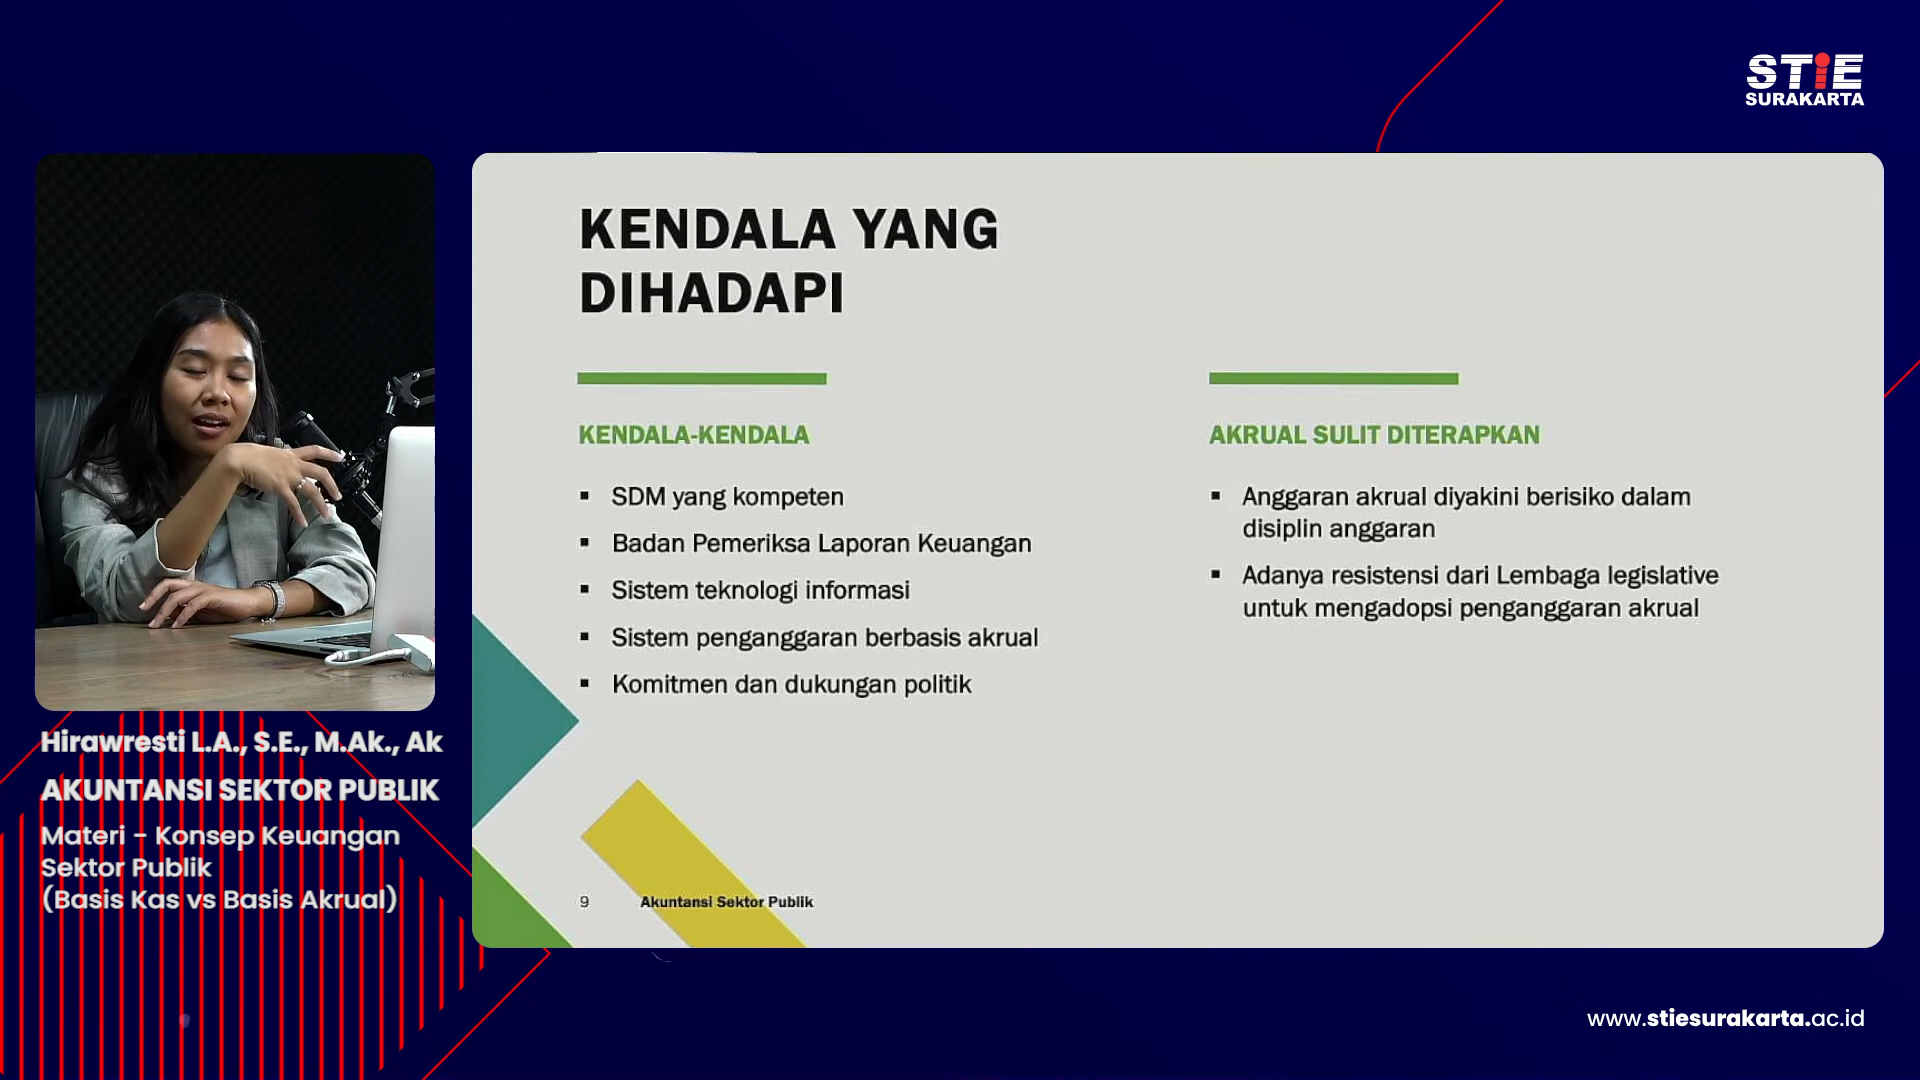 STiE
SURAKARTA
KENDALA YANG
DIHADAPI
KENDALA-KENDALA
▪ SDM yang kompeten
▪ Badan Pemeriksa Laporan Keuangan
▪ Sistem teknologi informasi
▪ Sistem penganggaran berbasis akrual
▪ Komitmen dan dukungan politik
AKRUAL SULIT DITERAPKAN
▪ Anggaran akrual diyakini berisiko dalam
disiplin anggaran
▪ Adanya resistensi dari Lembaga legislative
untuk mengadopsi penganggaran akrual
9 Akuntansi Sektor Publik
Hirawresti L.A., S.E., M.Ak., Ak
AKUNTANSI SEKTOR PUBLIK
Materi - Konsep Keuangan
Sektor Publik
(Basis Kas vs Basis Akrual)
www.stiesurakarta.ac.id